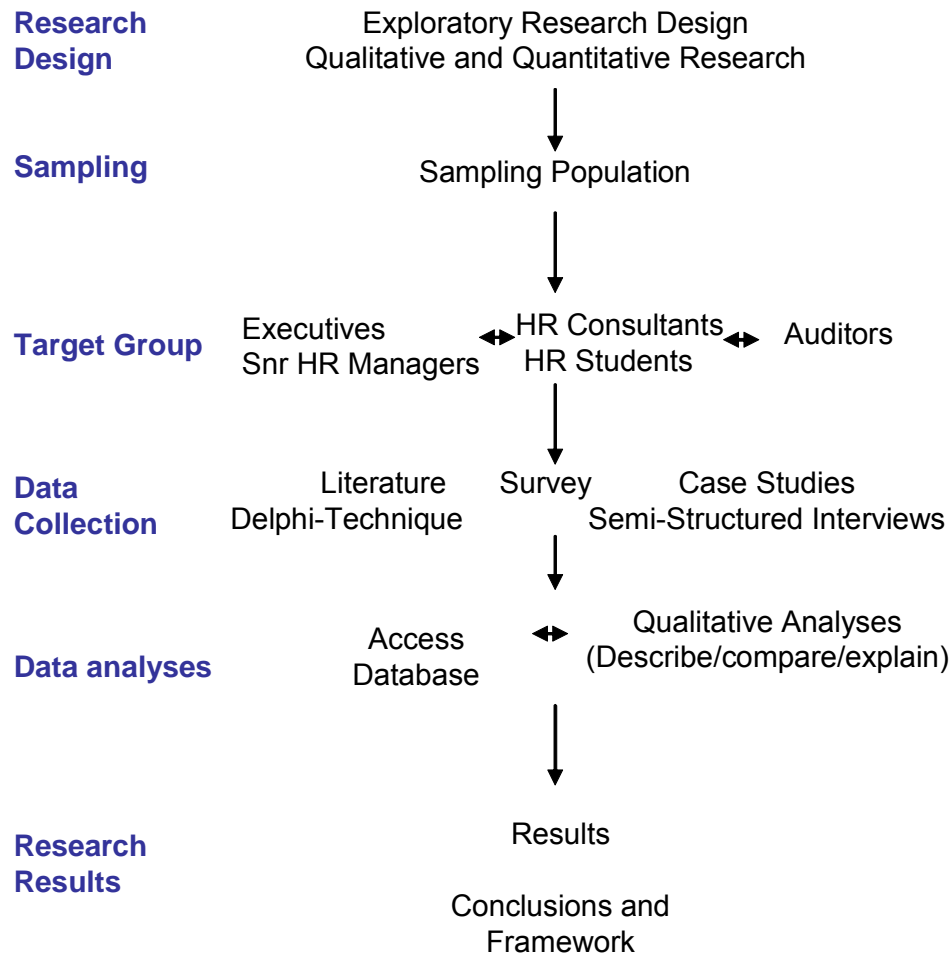 Research
Design
Exploratory Research Design
Qualitative and Quantitative Research
Sampling
Sampling Population
Target Group
Executives
Snr HR Managers
HR Consultants
HR Students
Auditors
Data
Collection
Literature
Delphi-Technique
Survey
Case Studies
Semi-Structured Interviews
Data analyses
Access
Database
Qualitative Analyses
(Describe/compare/explain)
Research
Results
Results
Conclusions and
Framework